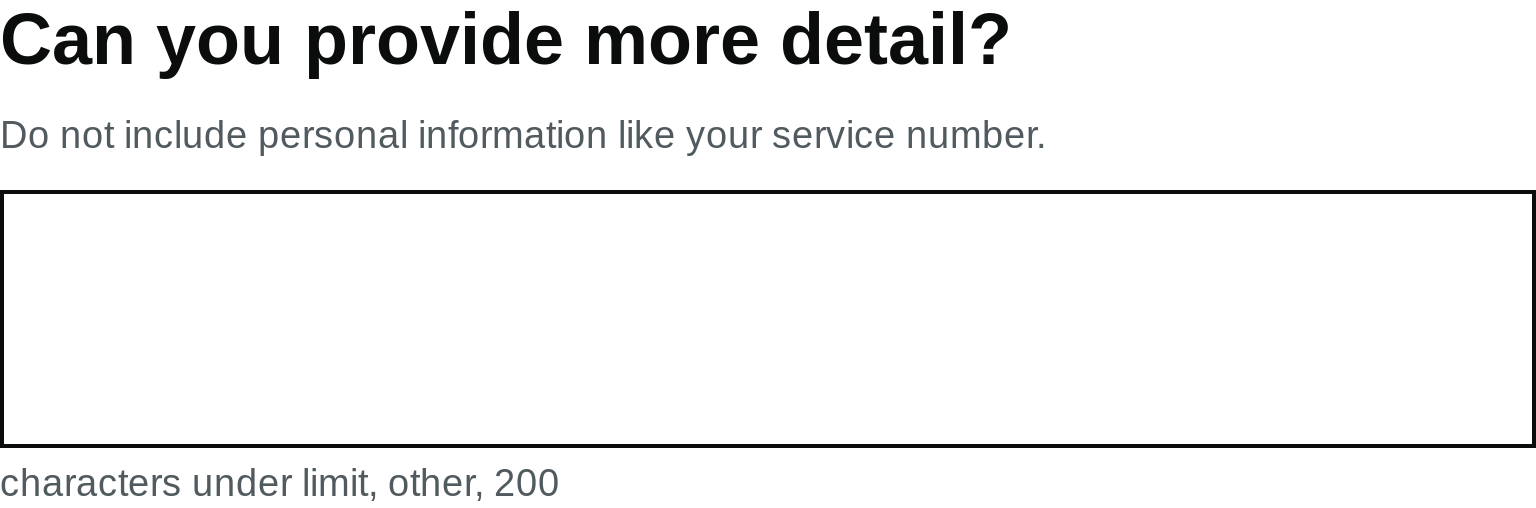 Can you provide more detail?
Do not include personal information like your service number.
characters under limit, other, 200